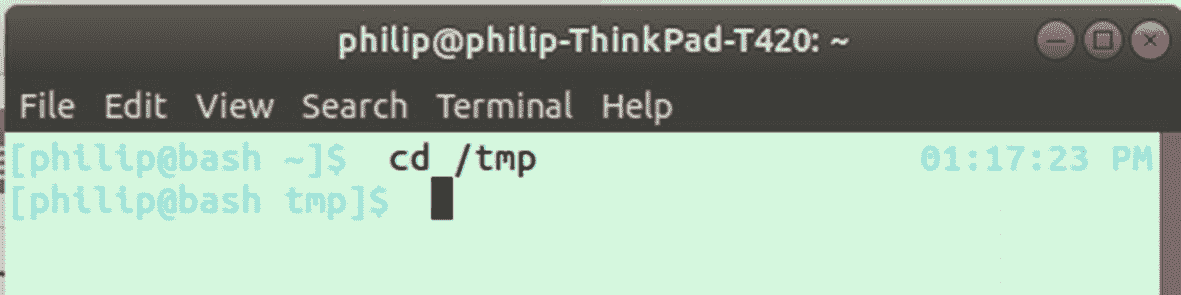 philip@philip-ThinkPad-T420: ~
File Edit View Search Terminal Help
[philip@bash ~]$ cd /tmp 01:17:23 PM
[philip@bash tmp]$